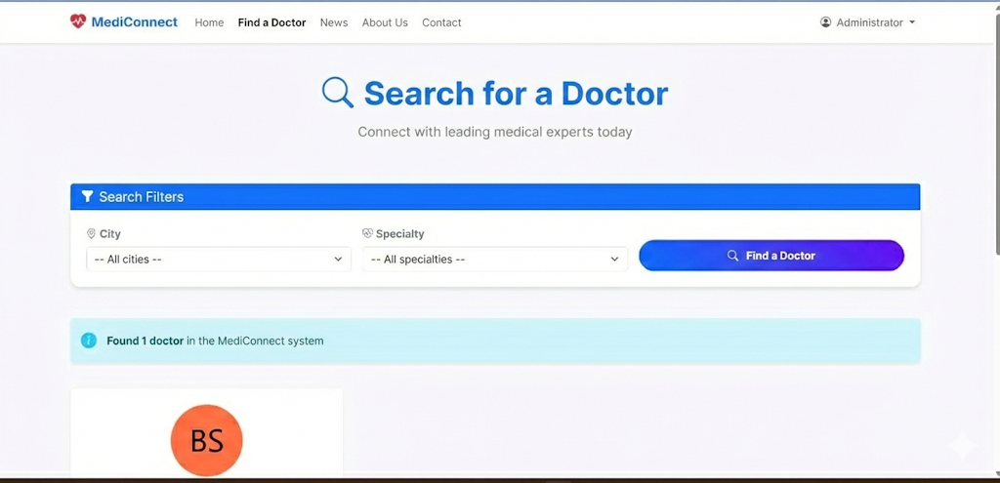 MediConnect Home Find a Doctor News About Us Contact Administrator
Search for a Doctor
Connect with leading medical experts today
Search Filters
City Specialty
-- All cities -- -- All specialties -- Find a Doctor
Found 1 doctor in the MediConnect system
BS